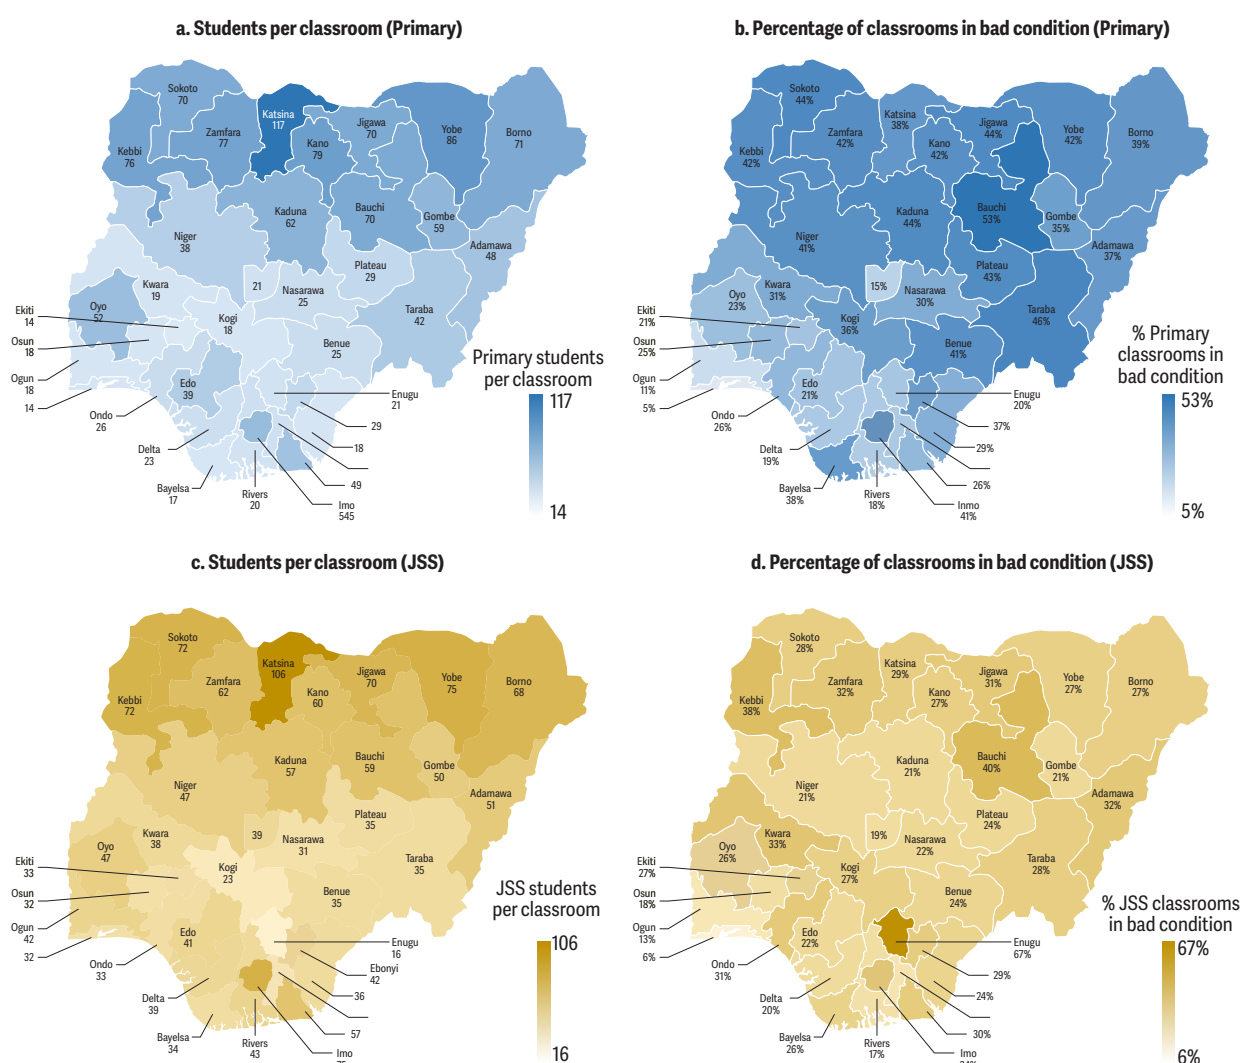 a. Students per classroom (Primary)
Sokoto
70
Katsina
117
Zamfara
77
Kebbi
76
Kano
79
Jigawa
70
Yobe
86
Borno
71
Kaduna
62
Bauchi
70
Gombe
59
Niger
38
Adamawa
48
Plateau
29
21
Nasarawa
25
Kwara
19
Oyo
52
Kogi
18
Taraba
42
Benue
25
Ekiti
14
Osun
18
Ogun
18
14
Edo
39
Ondo
26
Delta
23
Bayelsa
17
Rivers
20
Enugu
21
29
18
49
Imo
545
Primary students
per classroom
117
14
b. Percentage of classrooms in bad condition (Primary)
Sokoto
44%
Katsina
38%
Zamfara
42%
Kebbi
42%
Kano
42%
Jigawa
44%
Yobe
42%
Borno
39%
Kaduna
44%
Bauchi
53%
Gombe
35%
Niger
41%
Adamawa
37%
Plateau
43%
15%
Nasarawa
30%
Kwara
31%
Oyo
23%
Kogi
36%
Taraba
46%
Benue
41%
Ekiti
21%
Osun
25%
Ogun
11%
5%
Edo
21%
Ondo
26%
Delta
19%
Bayelsa
38%
Rivers
18%
Enugu
20%
37%
29%
26%
Inmo
41%
% Primary
classrooms in
bad condition
53%
5%
c. Students per classroom (JSS)
Sokoto
72
Katsina
106
Zamfara
62
Kebbi
72
Kano
60
Jigawa
70
Yobe
75
Borno
68
Kaduna
57
Bauchi
59
Gombe
50
Niger
47
Adamawa
51
Plateau
35
39
Nasarawa
31
Kwara
38
Oyo
47
Kogi
23
Taraba
35
Benue
35
Ekiti
33
Osun
32
Ogun
42
32
Edo
41
Ondo
33
Delta
39
Bayelsa
34
Rivers
43
Enugu
16
Ebonyi
42
36
57
Imo
JSS students
per classroom
106
16
d. Percentage of classrooms in bad condition (JSS)
Sokoto
28%
Katsina
29%
Zamfara
32%
Kebbi
38%
Kano
27%
Jigawa
31%
Yobe
27%
Borno
27%
Kaduna
21%
Bauchi
40%
Gombe
21%
Niger
21%
Adamawa
32%
Plateau
24%
19%
Nasarawa
22%
Kwara
33%
Oyo
26%
Kogi
27%
Taraba
28%
Benue
24%
Ekiti
27%
Osun
18%
Ogun
13%
6%
Edo
22%
Ondo
31%
Delta
20%
Bayelsa
26%
Rivers
17%
Enugu
67%
29%
24%
30%
Imo
% JSS classrooms
in bad condition
67%
6%